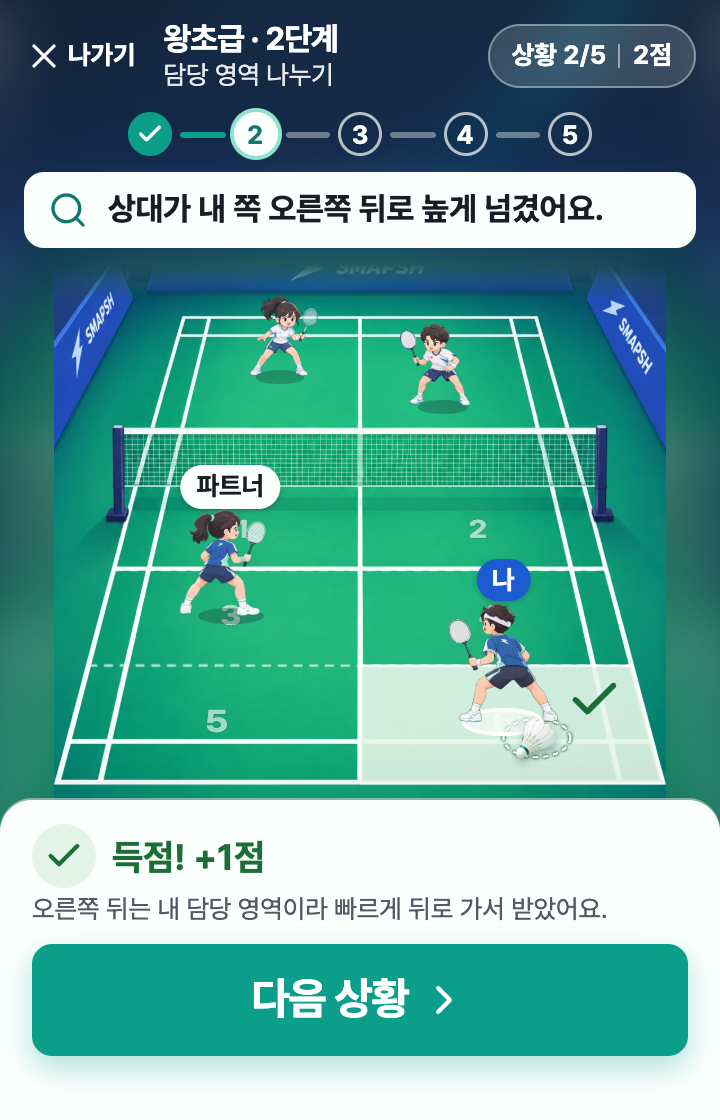 나가기
왕초급 · 2단계
담당 영역 나누기
상황 2/5 | 2점
2
3
4
5
상대가 내 쪽 오른쪽 뒤로 높게 넘겼어요.
SMAPSH
SMAPSH
SMAPSH
파트너
1
2
나
3
5
득점! +1점
오른쪽 뒤는 내 담당 영역이라 빠르게 뒤로 가서 받았어요.
다음 상황